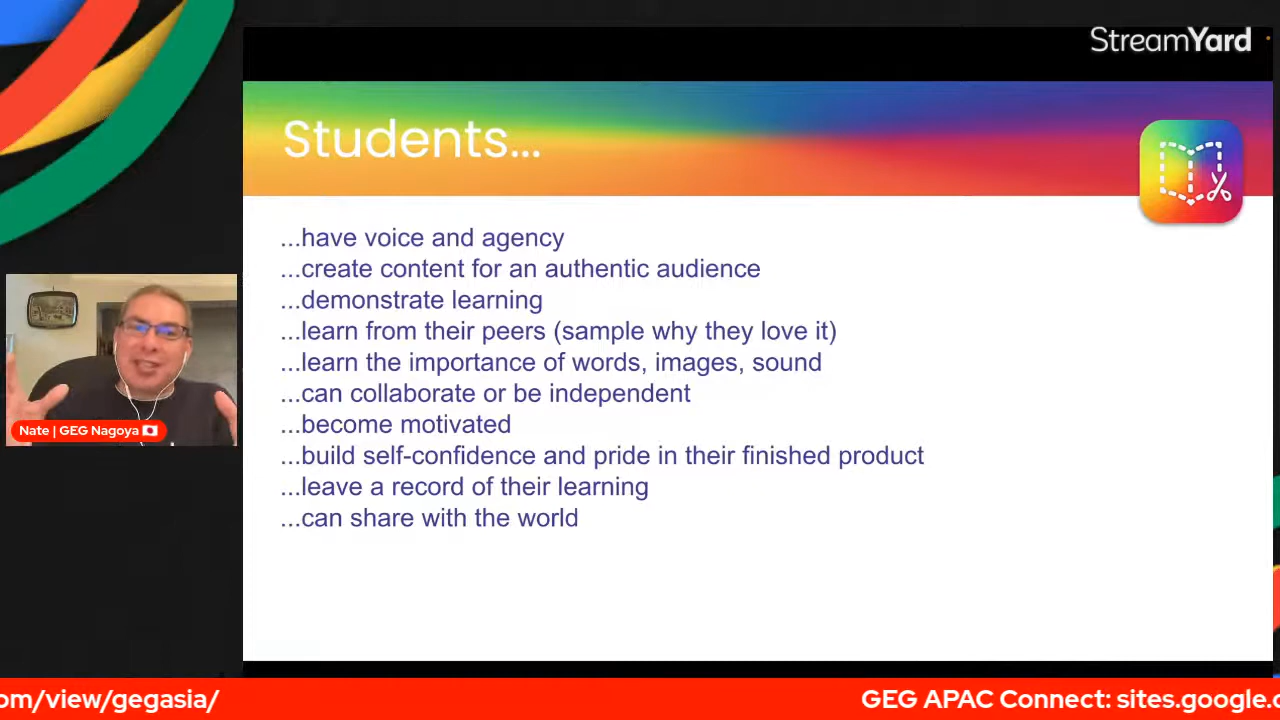 StreamYard
Students...
...have voice and agency
...create content for an authentic audience
...demonstrate learning
...learn from their peers (sample why they love it)
...learn the importance of words, images, sound
...can collaborate or be independent
...become motivated
...build self-confidence and pride in their finished product
...leave a record of their learning
...can share with the world
Nate | GEG Nagoya
om/view/gegasia/
GEG APAC Connect: sites.google.c